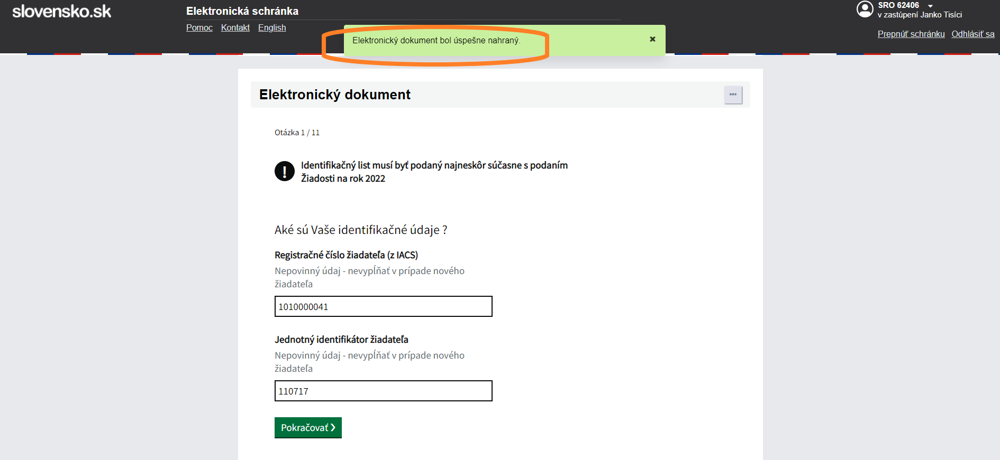 slovensko.sk
Elektronická schránka
Pomoc Kontakt English
SRO 62406
v zastúpení Janko Tisíci
Prepnúť schránku Odhlásiť sa
Elektronický dokument bol úspešne nahraný.
Elektronický dokument
Otázka 1 / 11
Identifikačný list musí byť podaný najneskôr súčasne s podaním
Žiadosti na rok 2022
Aké sú Vaše identifikačné údaje ?
Registračné číslo žiadateľa (z IACS)
Nepovinný údaj - nevypĺňať v prípade nového
žiadateľa
1010000041
Jednotný identifikátor žiadateľa
Nepovinný údaj - nevypĺňať v prípade nového
žiadateľa
110717
Pokračovať